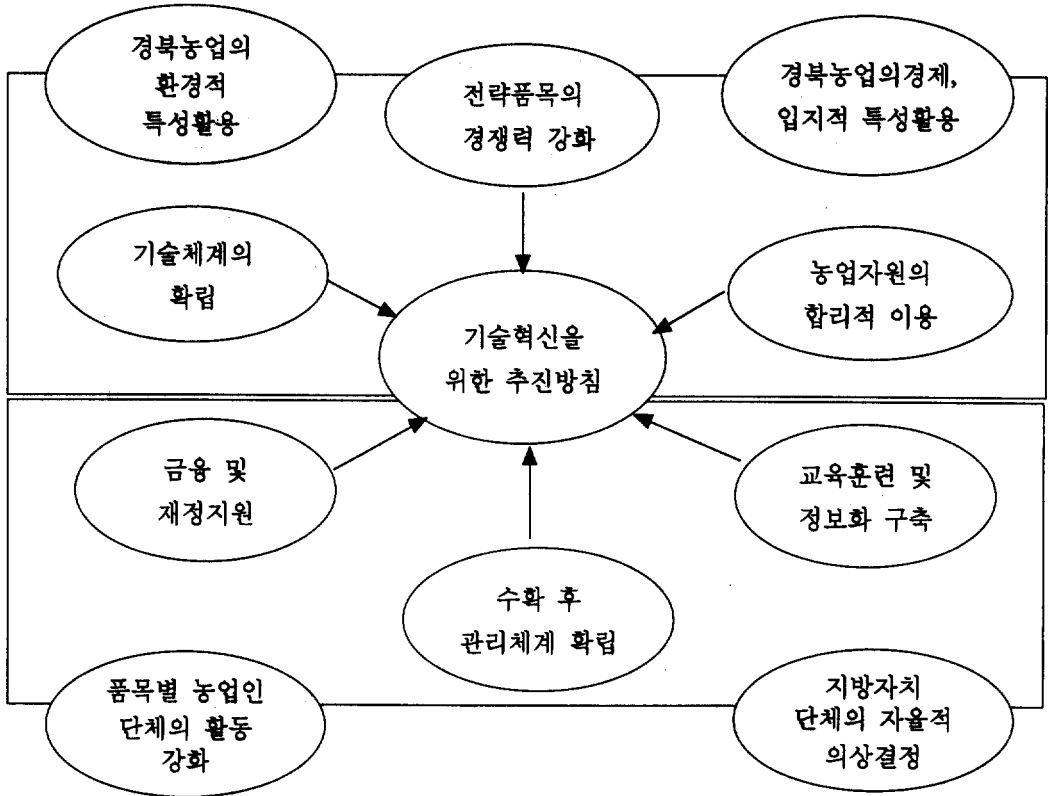 경북농업의
환경적
특성활용
전략품목의
경쟁력 강화
경북농업의경제,
입지적 특성활용
기술체계의
확립
농업자원의
합리적 이용
기술혁신을
위한 추진방침
금융 및
재정지원
교육훈련 및
정보화 구축
수확 후
관리체계 확립
품목별 농업인
단체의 활동
강화
지방자치
단체의 자율적
의상결정